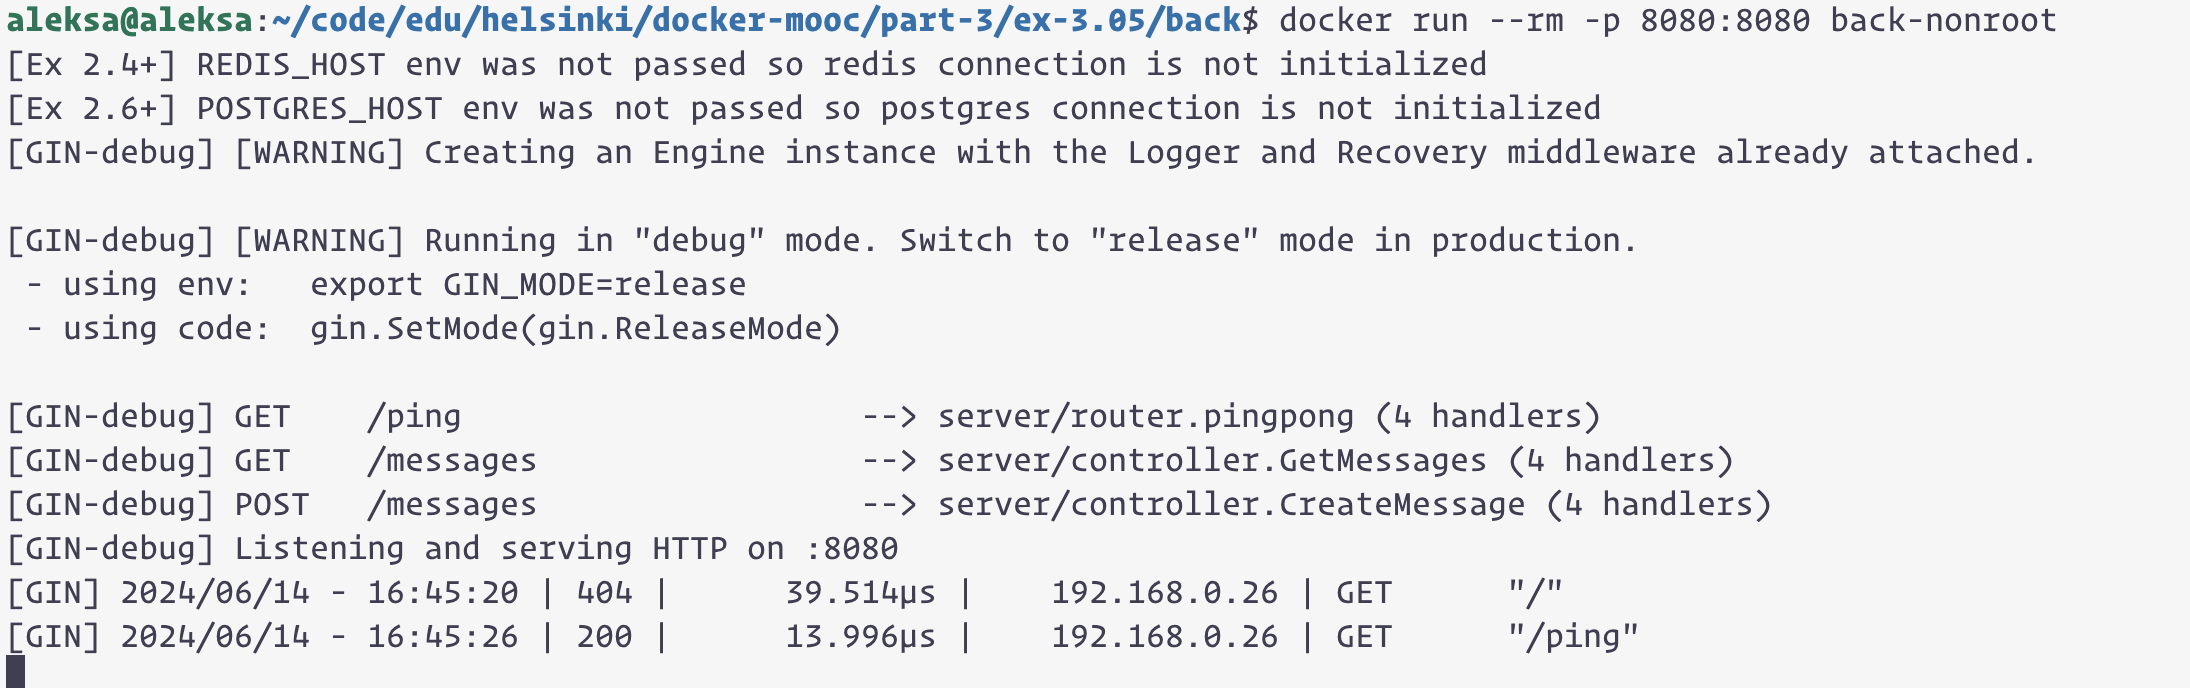 aleksa@aleksa:~/code/edu/helsinki/docker-mooc/part-3/ex-3.05/back$ docker run --rm -p 8080:8080 back-nonroot
[Ex 2.4+] REDIS_HOST env was not passed so redis connection is not initialized
[Ex 2.6+] POSTGRES_HOST env was not passed so postgres connection is not initialized
[GIN-debug] [WARNING] Creating an Engine instance with the Logger and Recovery middleware already attached.

[GIN-debug] [WARNING] Running in "debug" mode. Switch to "release" mode in production.
 - using env:   export GIN_MODE=release
 - using code:  gin.SetMode(gin.ReleaseMode)

[GIN-debug] GET    /ping                     --> server/router.pingpong (4 handlers)
[GIN-debug] GET    /messages                 --> server/controller.GetMessages (4 handlers)
[GIN-debug] POST   /messages                 --> server/controller.CreateMessage (4 handlers)
[GIN-debug] Listening and serving HTTP on :8080
[GIN] 2024/06/14 - 16:45:20 | 404 |      39.514µs |    192.168.0.26 | GET      "/"
[GIN] 2024/06/14 - 16:45:26 | 200 |      13.996µs |    192.168.0.26 | GET      "/ping"